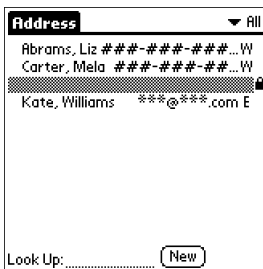 Address All
Abrams, Liz ###-###-###...W
Carter, Mela ###-###-##...W
Kate, Williams ***@***.com E
Look Up: New